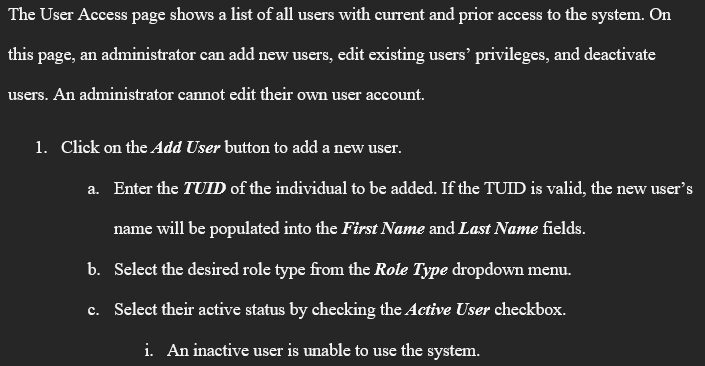 The User Access page shows a list of all users with current and prior access to the system. On
this page, an administrator can add new users, edit existing users’ privileges, and deactivate
users. An administrator cannot edit their own user account.
1. Click on the Add User button to add a new user.
a. Enter the TUID of the individual to be added. If the TUID is valid, the new user’s
name will be populated into the First Name and Last Name fields.
b. Select the desired role type from the Role Type dropdown menu.
c. Select their active status by checking the Active User checkbox.
i. An inactive user is unable to use the system.